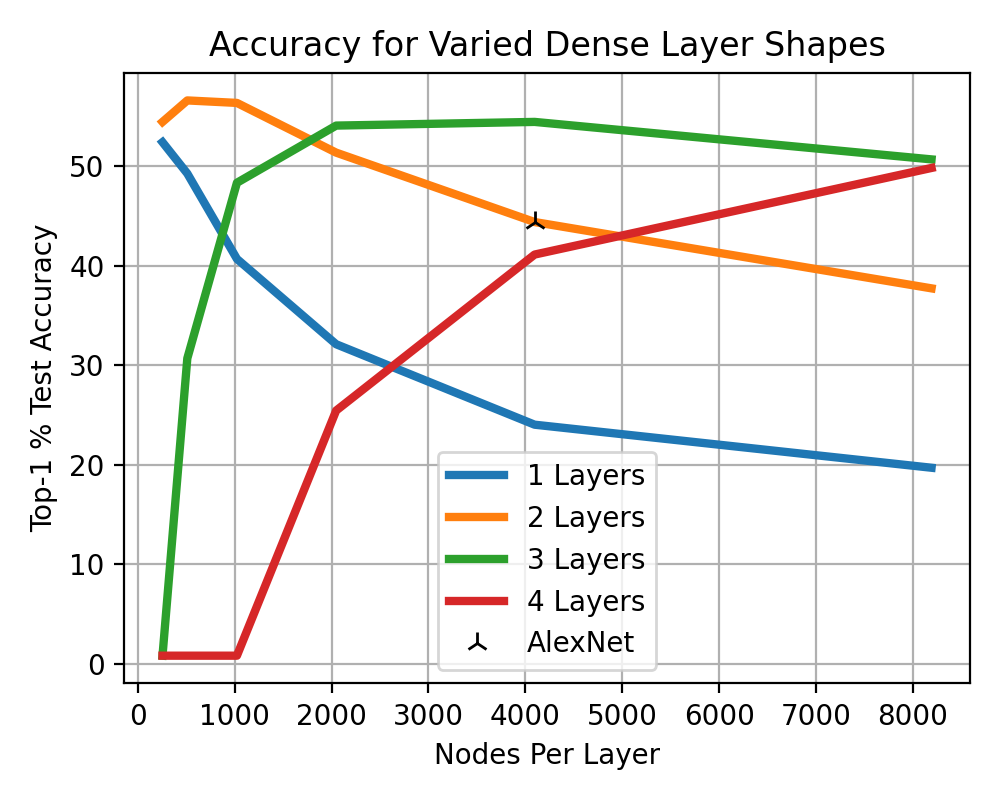 Accuracy for Varied Dense Layer Shapes
Top-1 % Test Accuracy
50
40
30
20
10
0
1 Layers
2 Layers
3 Layers
4 Layers
AlexNet
0 1000 2000 3000 4000 5000 6000 7000 8000
Nodes Per Layer